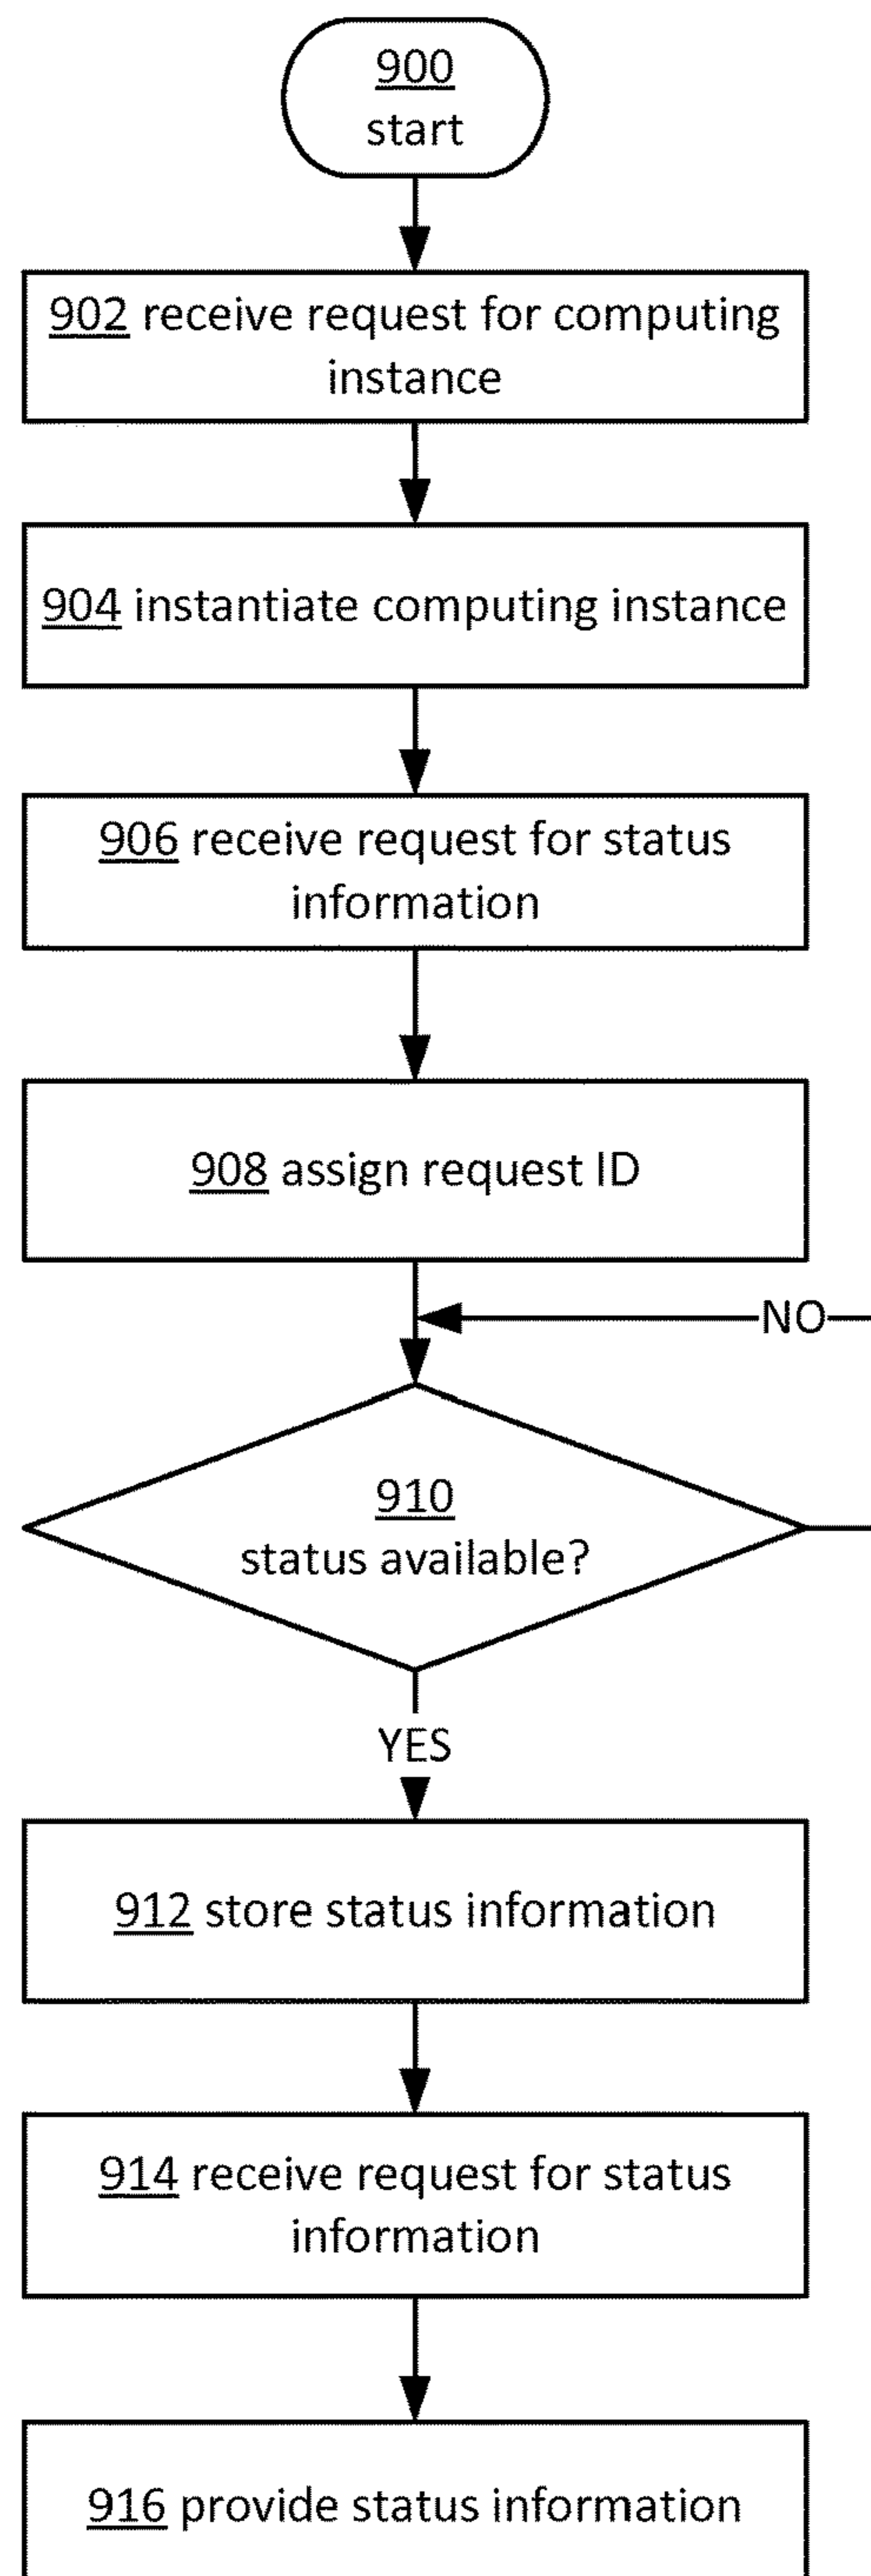 900
start
902 receive request for computing
instance
904 instantiate computing instance
906 receive request for status
information
908 assign request ID
NO
910
status available?
YES
912 store status information
914 receive request for status
information
916 provide status information